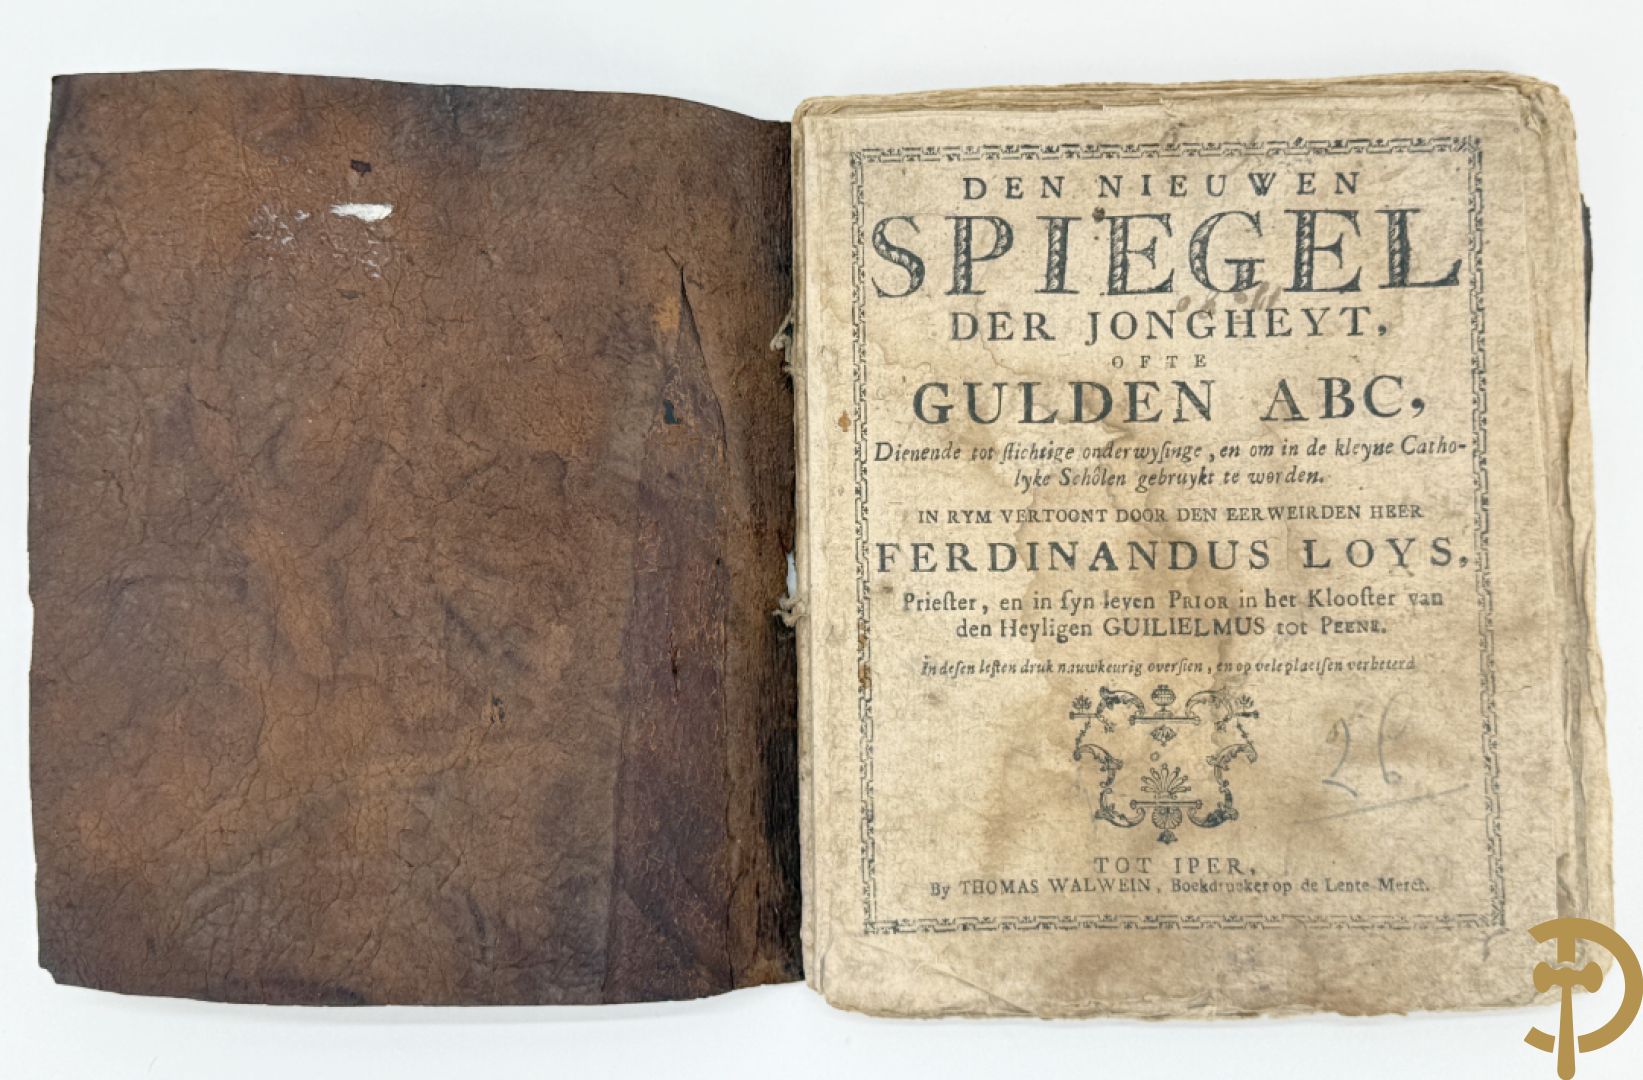 DEN NIEUWEN
SPIEGEL
DER JONGHEYT,
OFTE
GULDEN ABC,
Dienende tot ſtichtige onderwyſinge, en om in de kleyne Catho-
lyke Schôlen gebruykt te worden.
IN RYM VERTOONT DOOR DEN EERWEIRDEN HEER
FERDINANDUS LOYS,
Prieſter, en in ſyn leven PRIOR in het Klooſter van
den Heyligen GUILIELMUS tot PEENE.
In deſen leſten druk nauwkeurig overſien, en op vele plaetſen verbeterd
26
TOT IPER,
By THOMAS WALWEIN, Boekdrucker op de Lente-Merct.